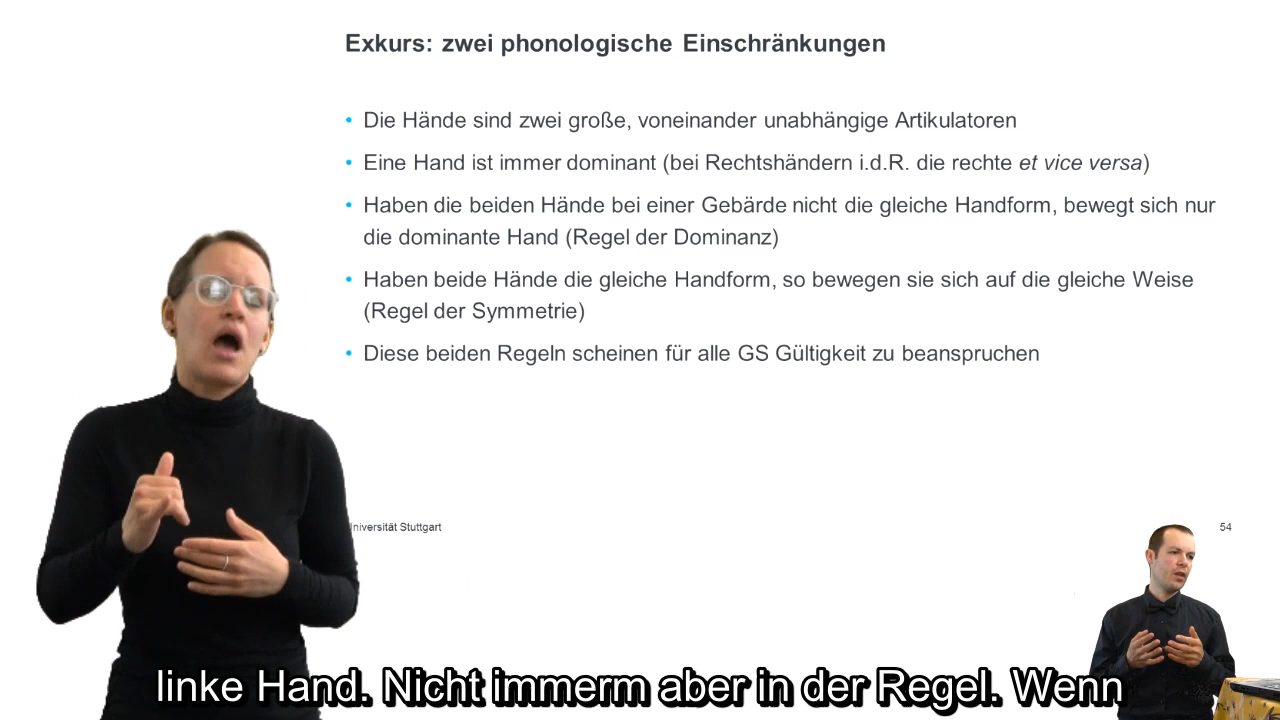 Exkurs: zwei phonologische Einschränkungen
• Die Hände sind zwei große, voneinander unabhängige Artikulatoren
• Eine Hand ist immer dominant (bei Rechtshändern i.d.R. die rechte et vice versa)
• Haben die beiden Hände bei einer Gebärde nicht die gleiche Handform, bewegt sich nur
die dominante Hand (Regel der Dominanz)
• Haben beide Hände die gleiche Handform, so bewegen sie sich auf die gleiche Weise
(Regel der Symmetrie)
• Diese beiden Regeln scheinen für alle GS Gültigkeit zu beanspruchen
niversität Stuttgart
54
linke Hand. Nicht immerm aber in der Regel. Wenn